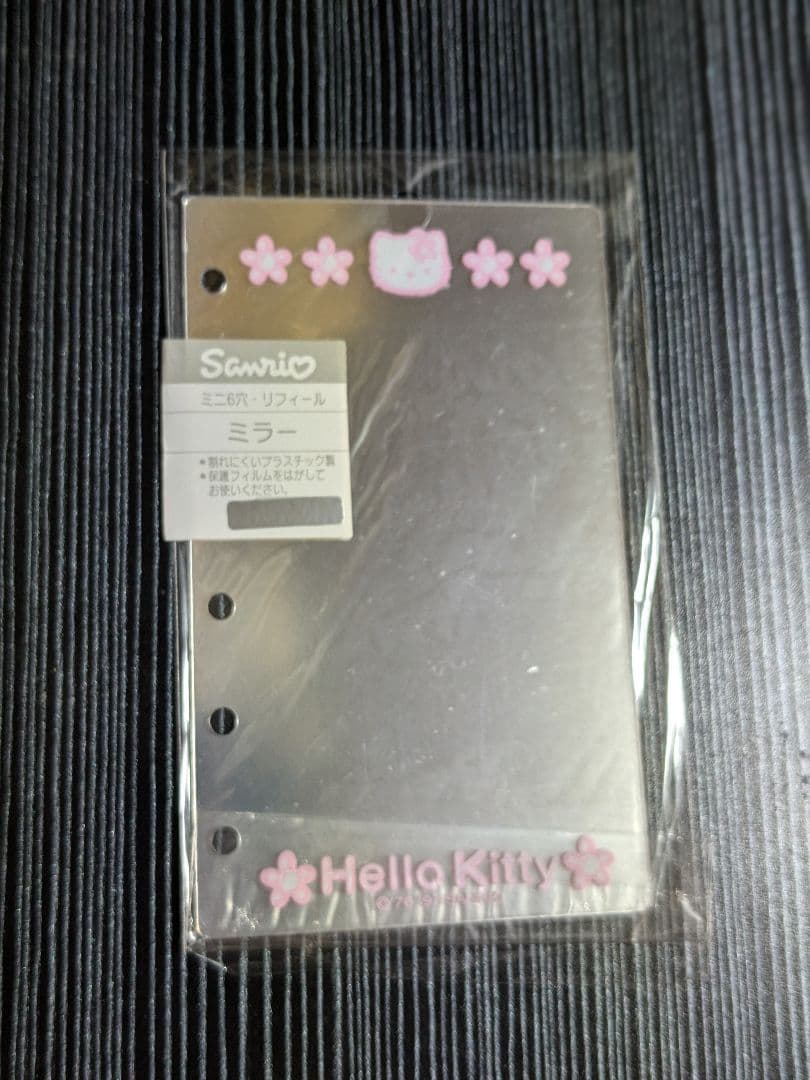 Sanrio
ミニ6穴・リフィール
ミラー
•割れにくいプラスチック製
•保護フィルムをはがして
お使いください。
Hello Kitty